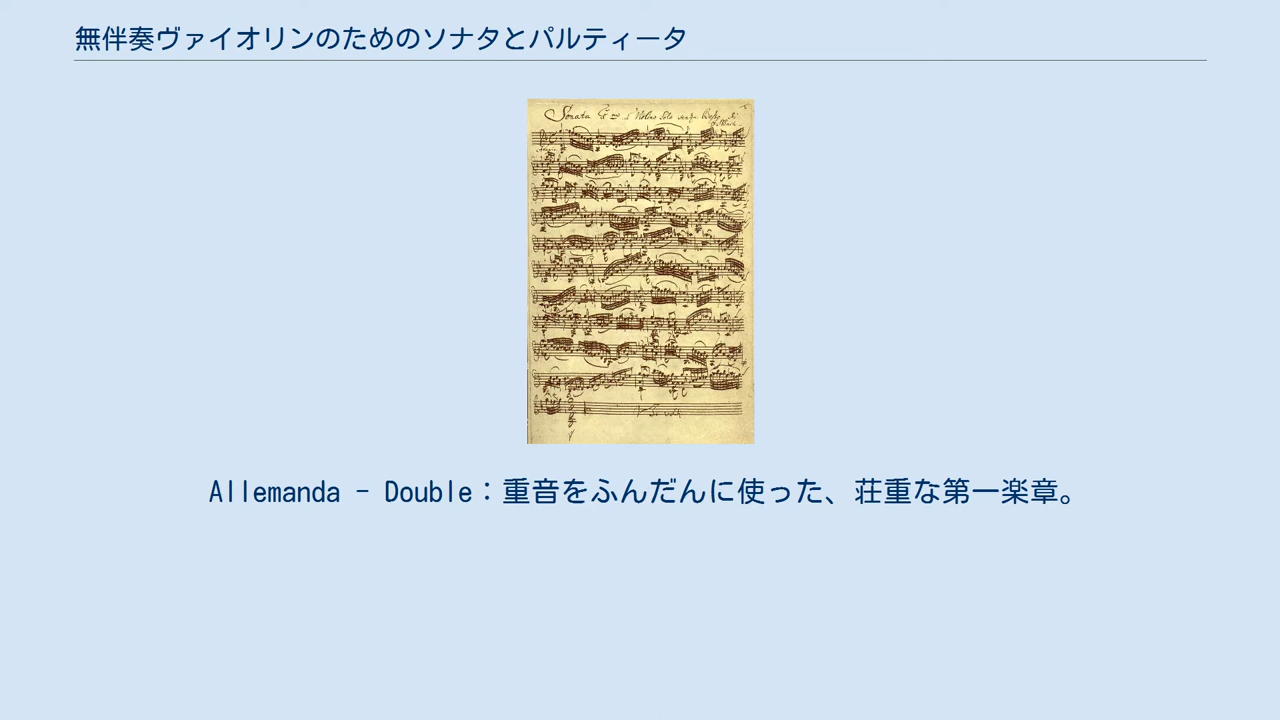 無伴奏ヴァイオリンのためのソナタとパルティータ
Sonata
Allemanda － Double：重音をふんだんに使った、荘重な第一楽章。